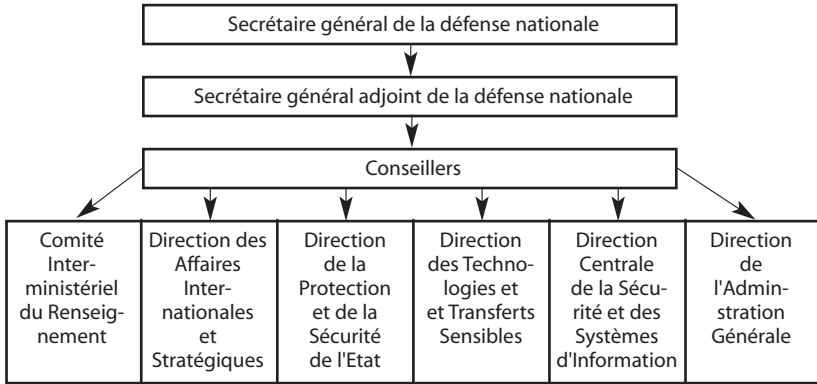 Secrétaire général de la défense nationale
Secrétaire général adjoint de la défense nationale
Conseillers
Comité
Inter-
ministériel
du Renseig-
nement
Direction des
Affaires
Inter-
nationales
et
Stratégiques
Direction
de la
Protection
et de la
Sécurité
de l'Etat
Direction
des Techno-
logies et
et Transferts
Sensibles
Direction
Centrale
de la Sécu-
rité et des
Systèmes
d'Information
Direction
de
l'Admin-
stration
Générale